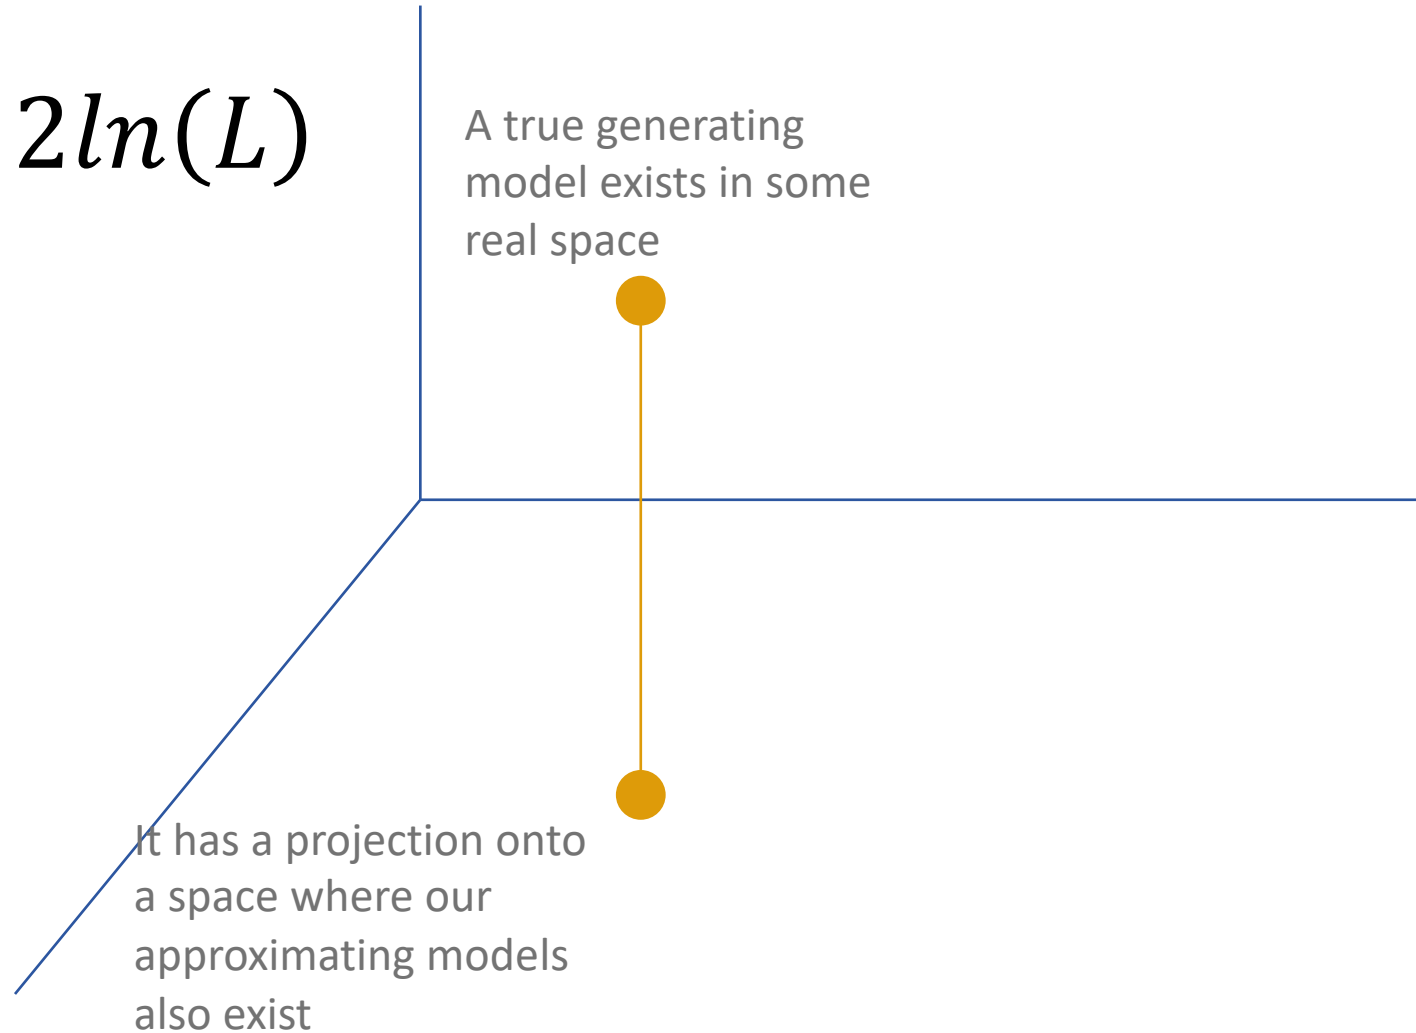 2ln(L)
A true generating
model exists in some
real space
It has a projection onto
a space where our
approximating models
also exist